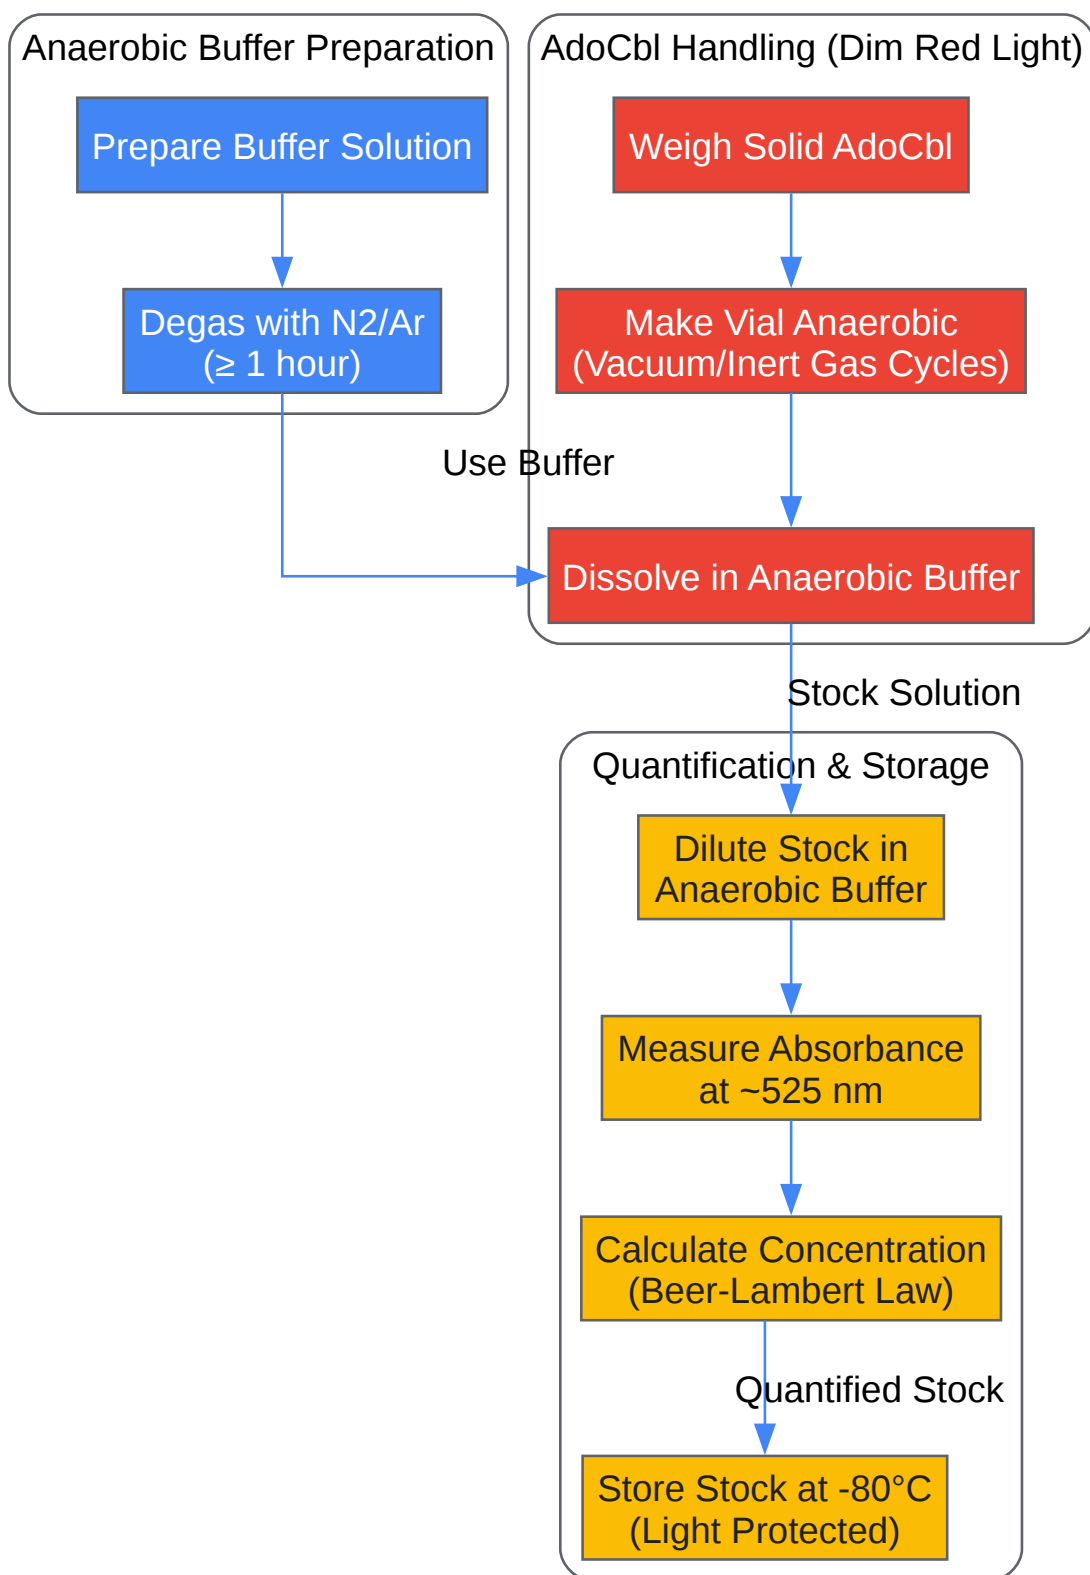 Anaerobic Buffer Preparation
Prepare Buffer Solution
Degas with N2/Ar
(≥ 1 hour)
AdoCbl Handling (Dim Red Light)
Weigh Solid AdoCbl
Make Vial Anaerobic
(Vacuum/Inert Gas Cycles)
Use Buffer
Dissolve in Anaerobic Buffer
Stock Solution
Quantification & Storage
Dilute Stock in
Anaerobic Buffer
Measure Absorbance
at ~525 nm
Calculate Concentration
(Beer-Lambert Law)
Quantified Stock
Store Stock at -80°C
(Light Protected)